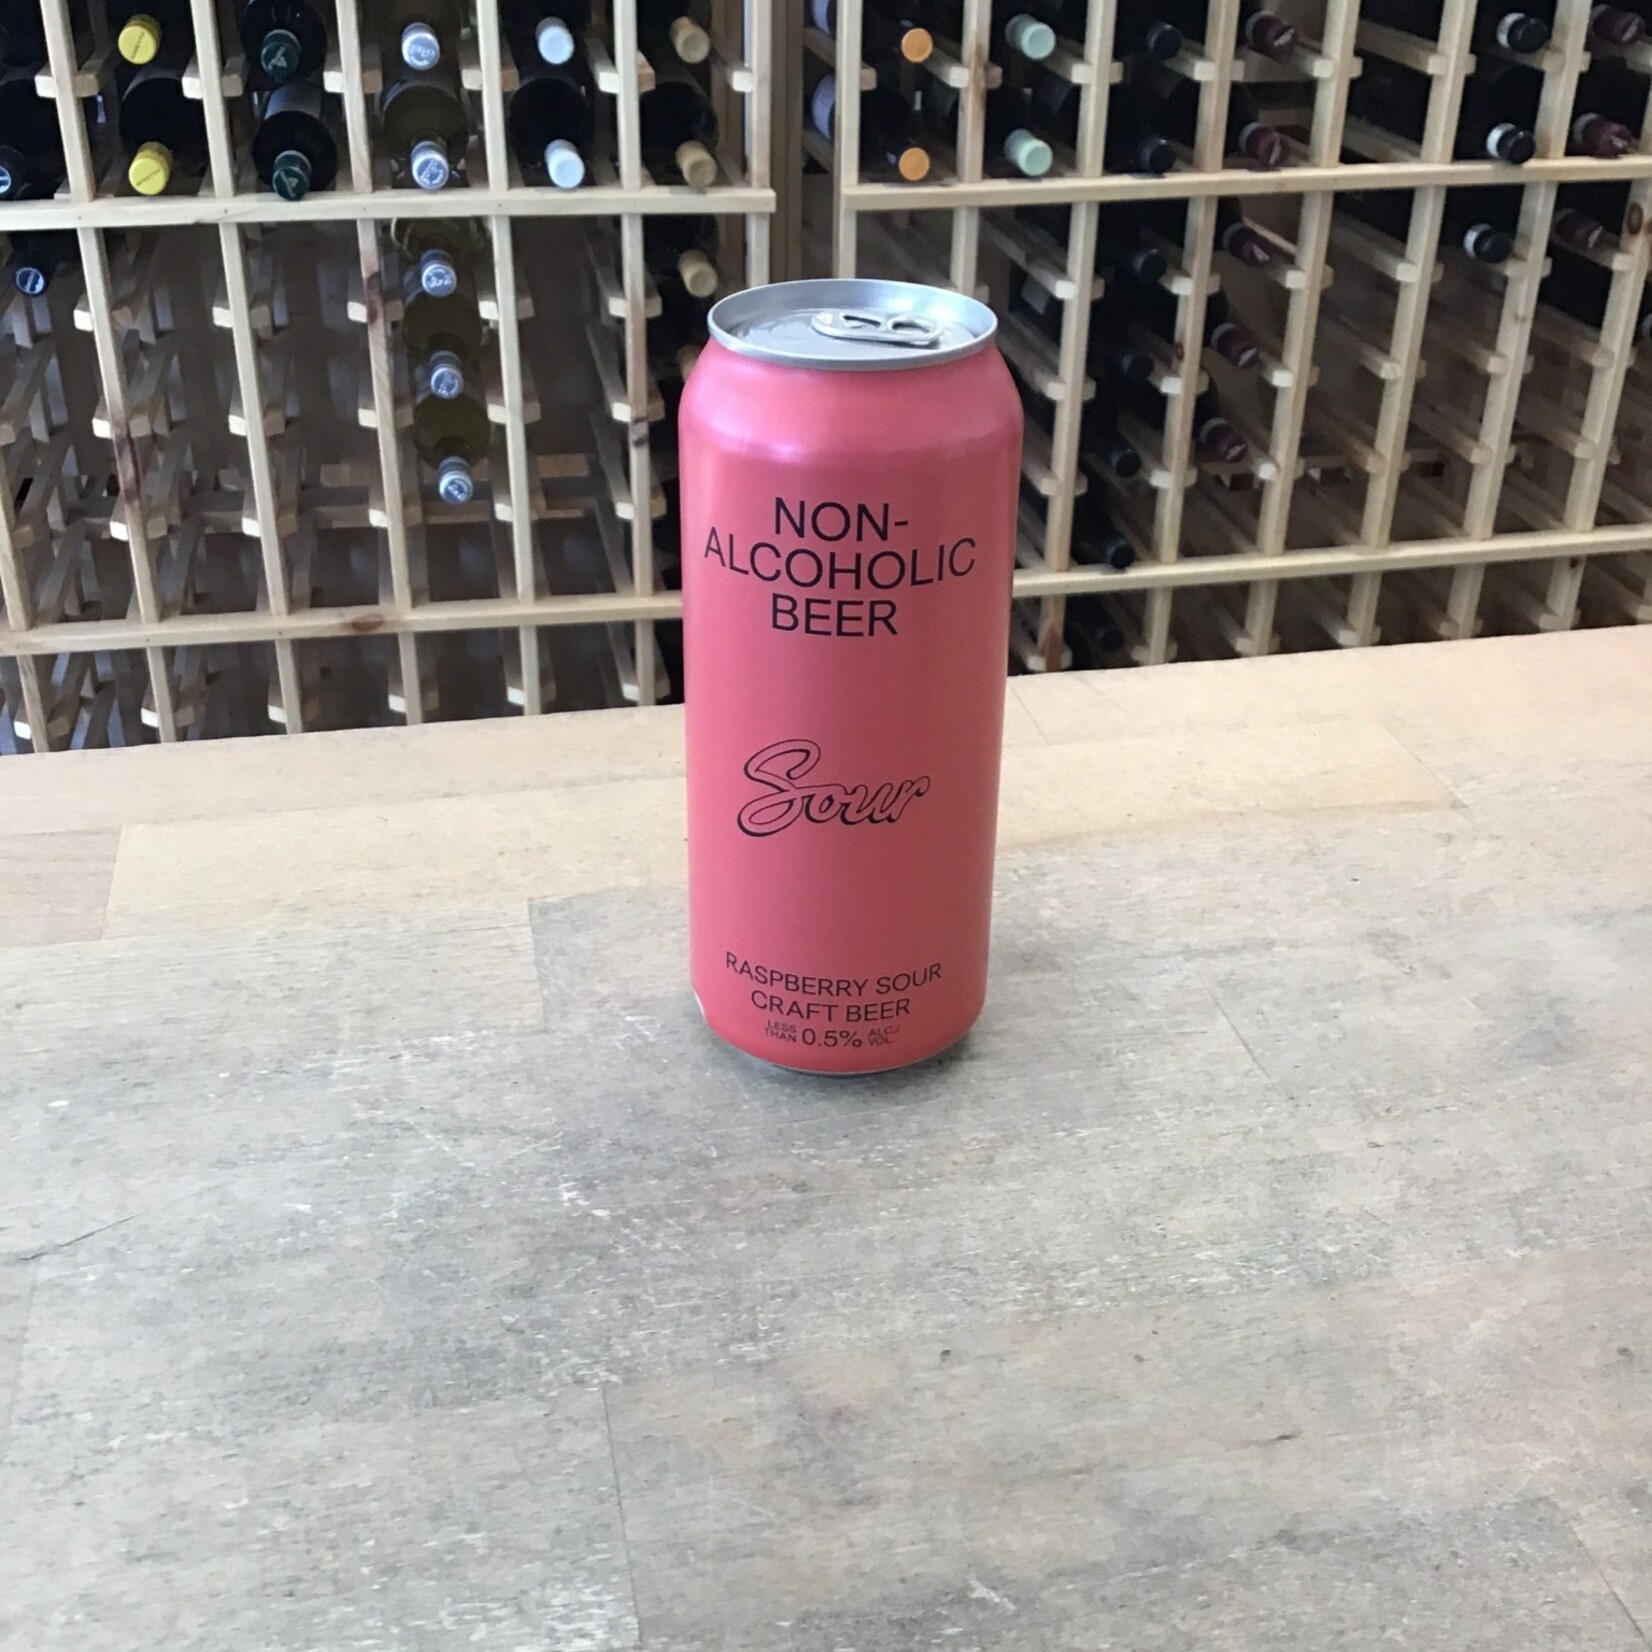 NON-
ALCOHOLIC
BEER
Sour
RASPBERRY SOUR
CRAFT BEER
LESS THAN 0.5% ALC./ VOL.